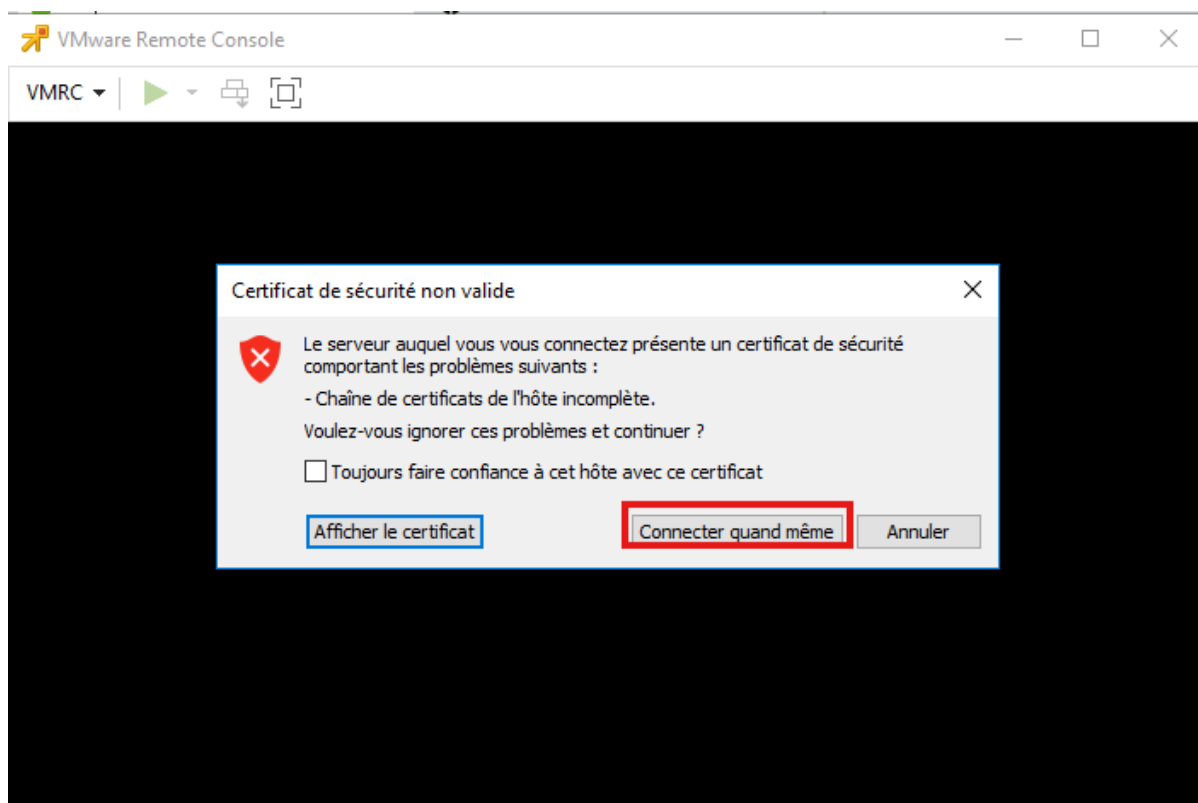 VMware Remote Console
VMRC
Certificat de sécurité non valide
Le serveur auquel vous vous connectez présente un certificat de sécurité
comportant les problèmes suivants :
- Chaîne de certificats de l'hôte incomplète.
Voulez-vous ignorer ces problèmes et continuer ?
Toujours faire confiance à cet hôte avec ce certificat
Afficher le certificat
Connecter quand même
Annuler